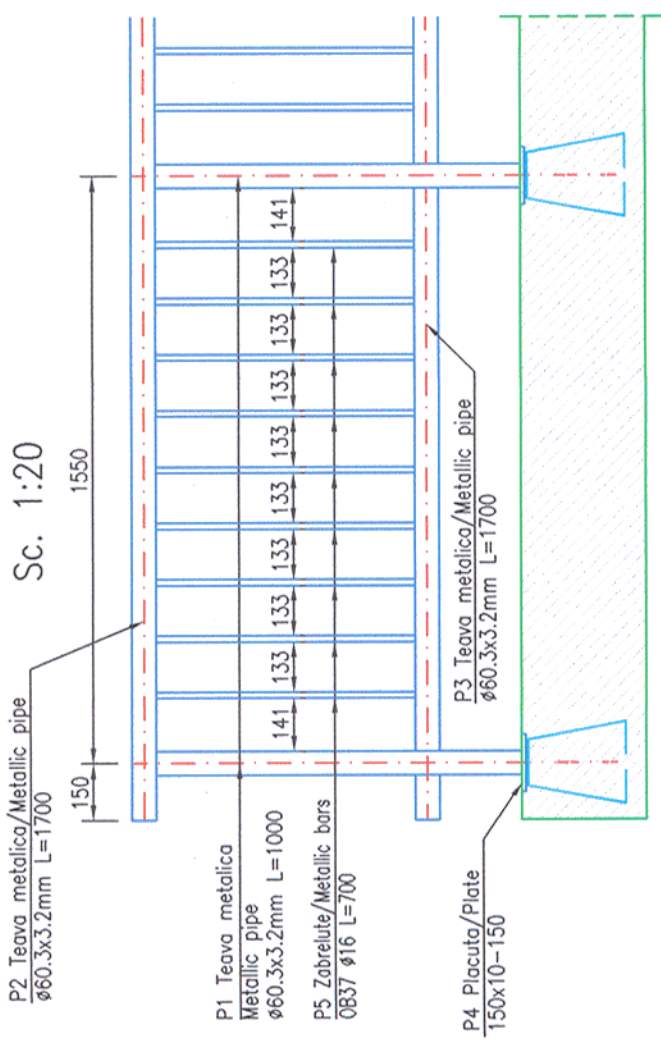 Sc. 1:20
P2 Teava metalica/Metallic pipe
ø60.3x3.2mm L=1700
150
1550
P1 Teava metalica
Metallic pipe
ø60.3x3.2mm L=1000
141
133
133
133
133
133
133
133
133
141
P5 Zabrelute/Metallic bars
OB37 ø16 L=700
P3 Teava metalica/Metallic pipe
ø60.3x3.2mm L=1700
P4 Placuta/Plate
150x10-150